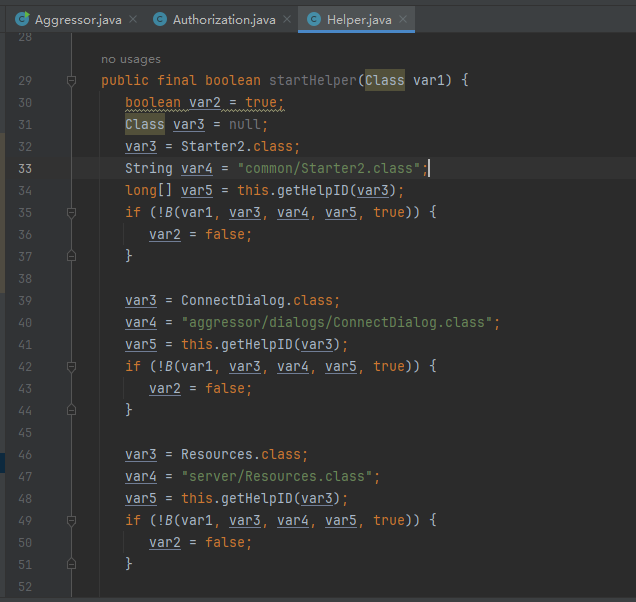 Aggressor.java
Authorization.java
Helper.java
28
no usages
29 public final boolean startHelper(Class var1) {
30 boolean var2 = true;
31 Class var3 = null;
32 var3 = Starter2.class;
33 String var4 = "common/Starter2.class";
34 long[] var5 = this.getHelpID(var3);
35 if (!B(var1, var3, var4, var5, true)) {
36 var2 = false;
37 }
38
39 var3 = ConnectDialog.class;
40 var4 = "aggressor/dialogs/ConnectDialog.class";
41 var5 = this.getHelpID(var3);
42 if (!B(var1, var3, var4, var5, true)) {
43 var2 = false;
44 }
45
46 var3 = Resources.class;
47 var4 = "server/Resources.class";
48 var5 = this.getHelpID(var3);
49 if (!B(var1, var3, var4, var5, true)) {
50 var2 = false;
51 }
52